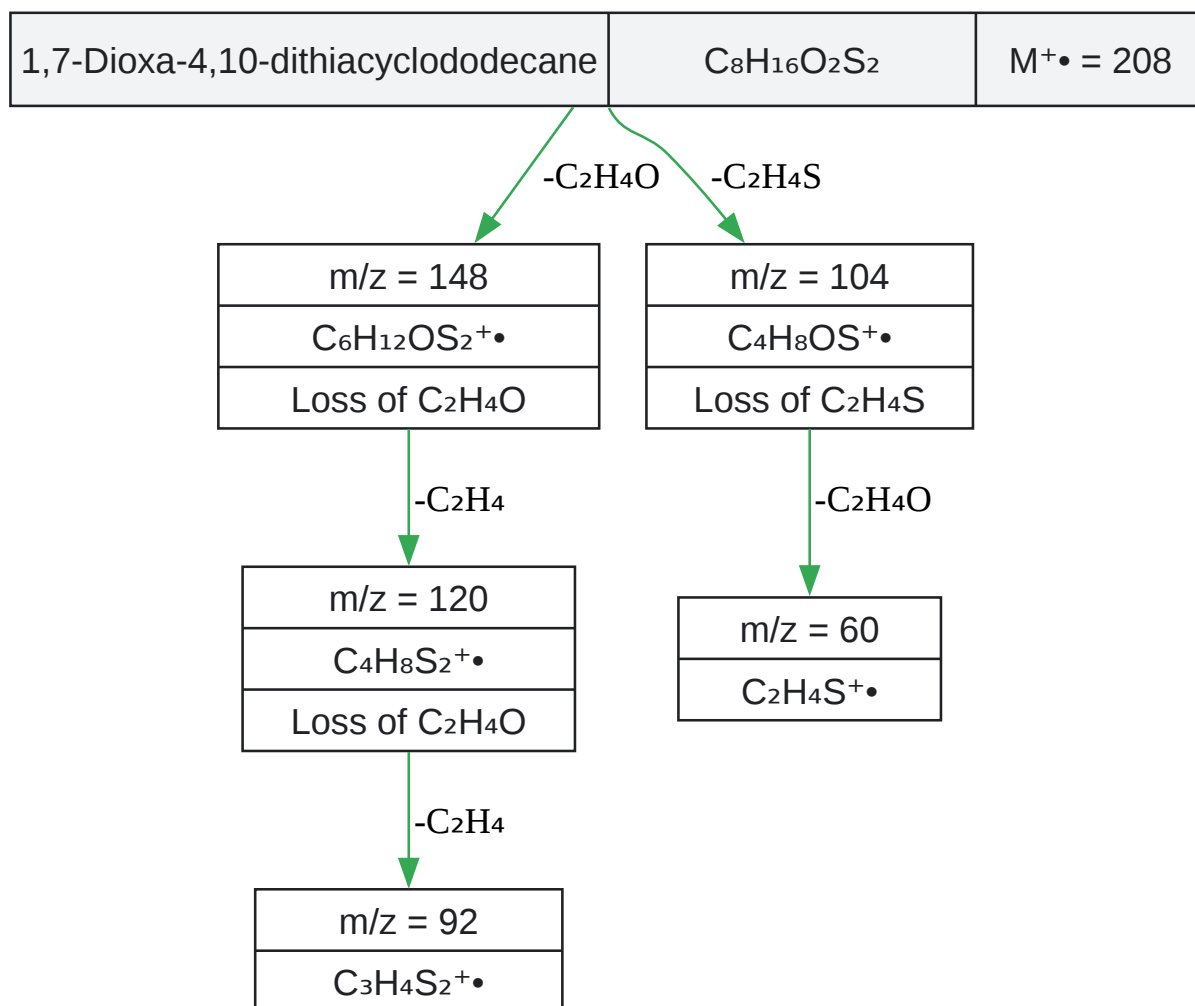 1,7-Dioxa-4,10-dithiacyclododecane
C₈H₁₆O₂S₂
M⁺• = 208
-C₂H₄O
-C₂H₄S
m/z = 148
C₆H₁₂OS₂⁺•
Loss of C₂H₄O
m/z = 104
C₄H₈OS⁺•
Loss of C₂H₄S
-C₂H₄
-C₂H₄O
m/z = 120
C₄H₈S₂⁺•
Loss of C₂H₄O
m/z = 60
C₂H₄S⁺•
-C₂H₄
m/z = 92
C₃H₄S₂⁺•